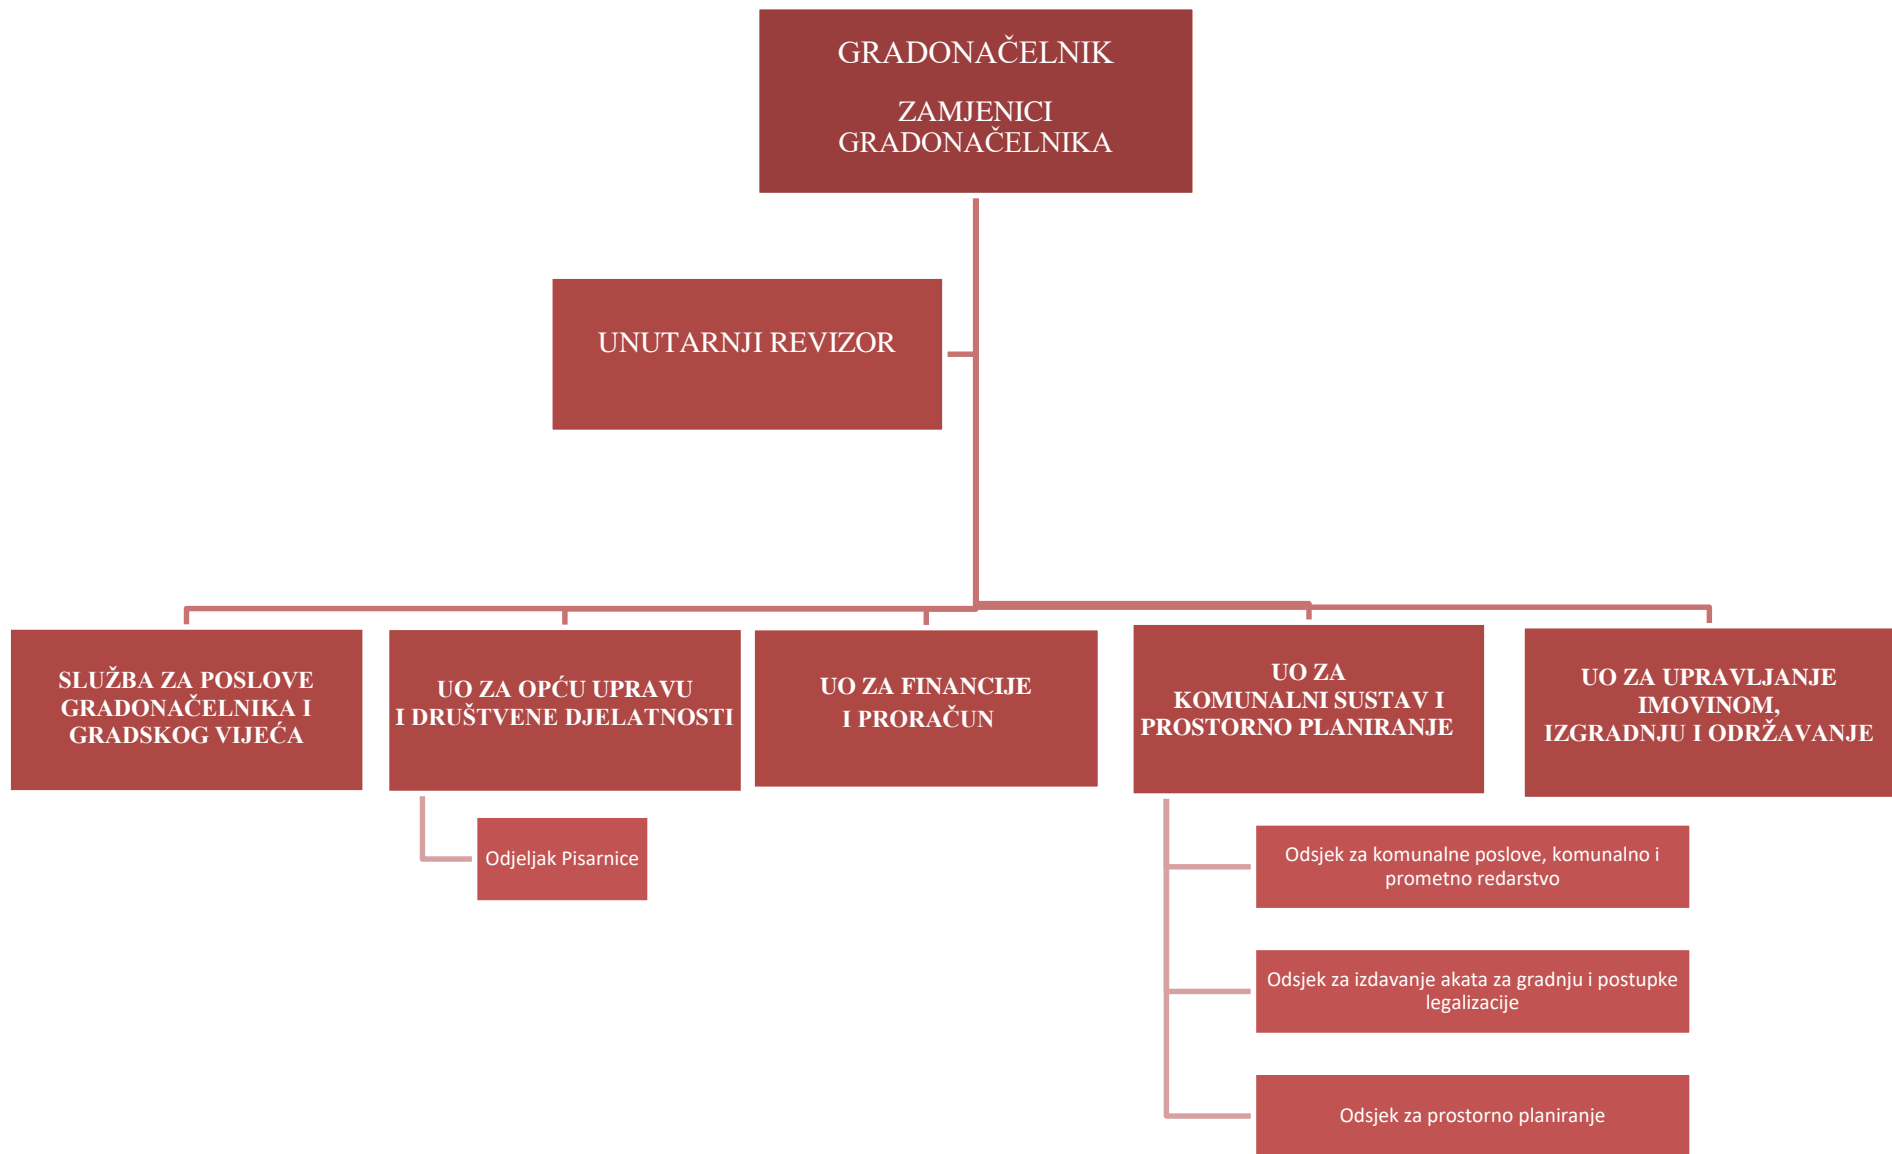 GRADONAČELNIK
ZAMJENICI
GRADONAČELNIKA
UNUTARNJI REVIZOR
SLUŽBA ZA POSLOVE
GRADONAČELNIKA I
GRADSKOG VIJEĆA
UO ZA OPĆU UPRAVU
I DRUŠTVENE DJELATNOSTI
UO ZA FINANCIJE
I PRORAČUN
UO ZA
KOMUNALNI SUSTAV I
PROSTORNO PLANIRANJE
UO ZA UPRAVLJANJE
IMOVINOM,
IZGRADNJU I ODRŽAVANJE
Odjeljak Pisarnice
Odsjek za komunalne poslove, komunalno i
prometno redarstvo
Odsjek za izdavanje akata za gradnju i postupke
legalizacije
Odsjek za prostorno planiranje